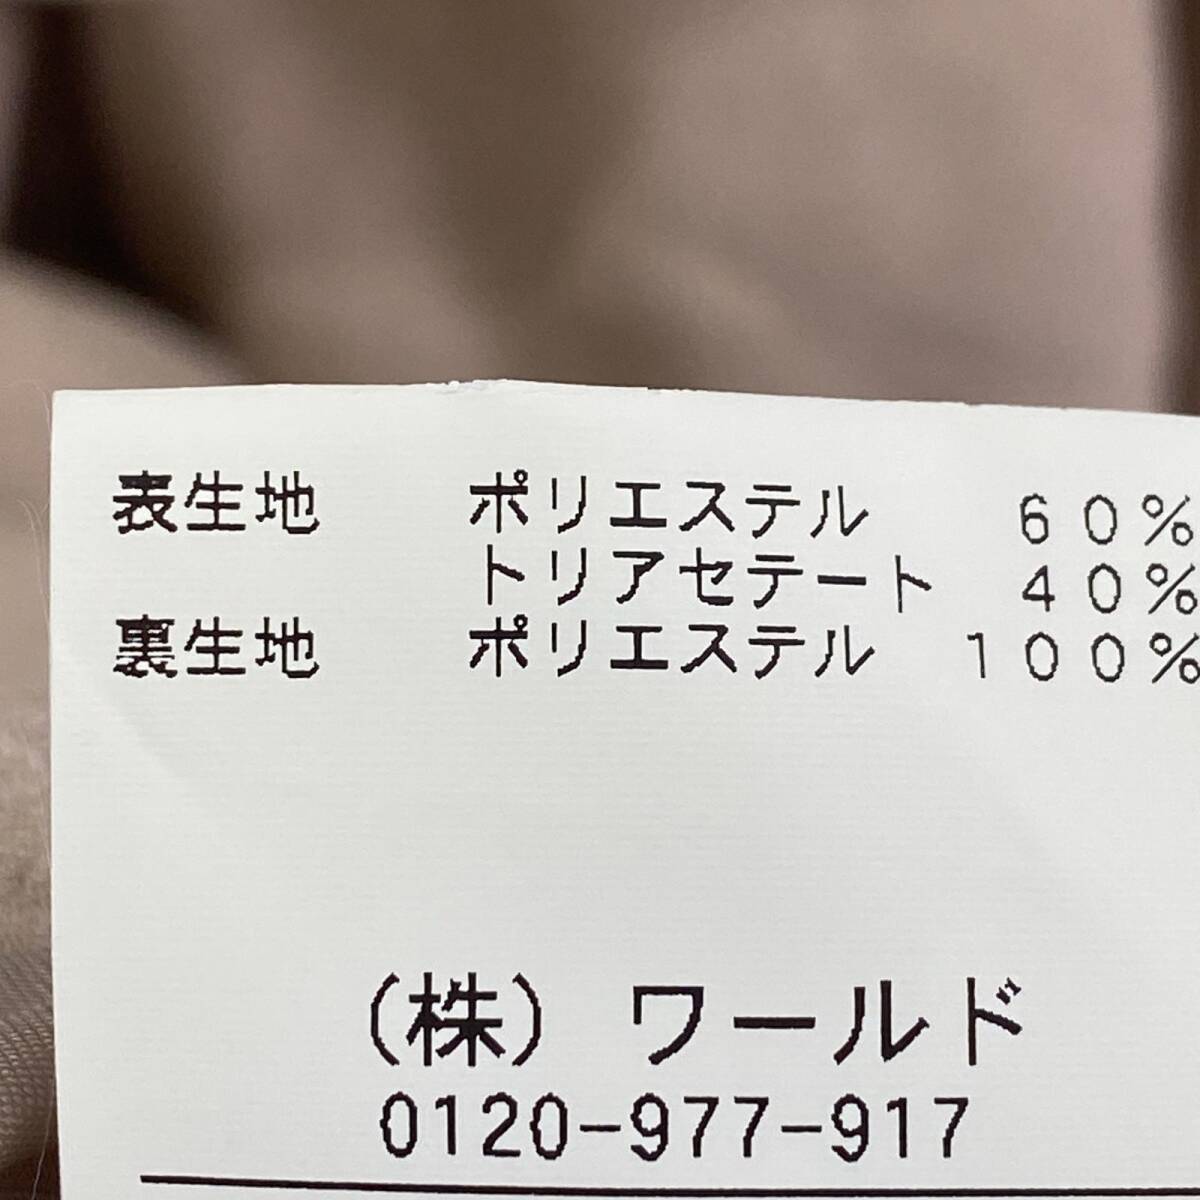 表生地 ポリエステル 60%
トリアセテート 40%
裏生地 ポリエステル 100%
(株) ワールド
0120-977-917